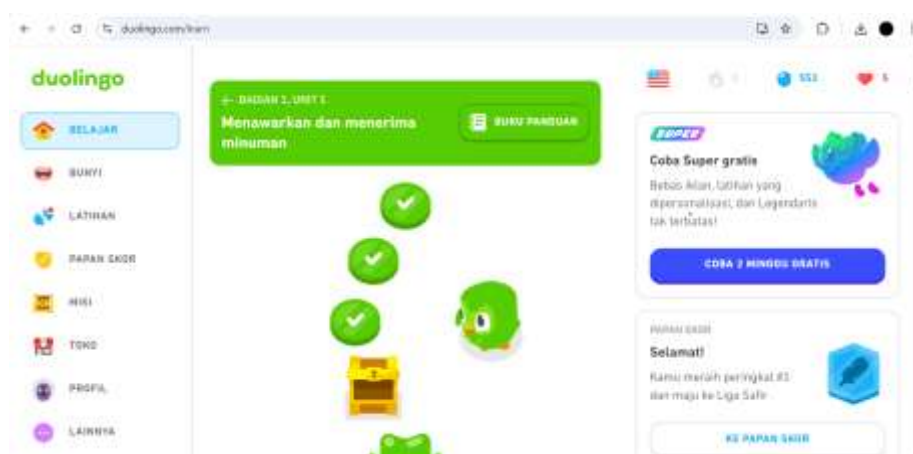 duolingo.com/learn
duolingo
BELAJAR
BUNYI
LATIHAN
PAPAN SKOR
MISI
TOKO
PROFIL
LAINNYA
← BAGIAN 1, UNIT 1
Menawarkan dan menerima
minuman
BUKU PANDUAN
553
5
SUPER
Coba Super gratis
Bebas iklan, latihan yang
dipersonalisasi, dan Legendaris
tak terbatas!
COBA 2 MINGGU GRATIS
PAPAN SKOR
Selamat!
Kamu meraih peringkat #3
dan maju ke Liga Safir
KE PAPAN SKOR